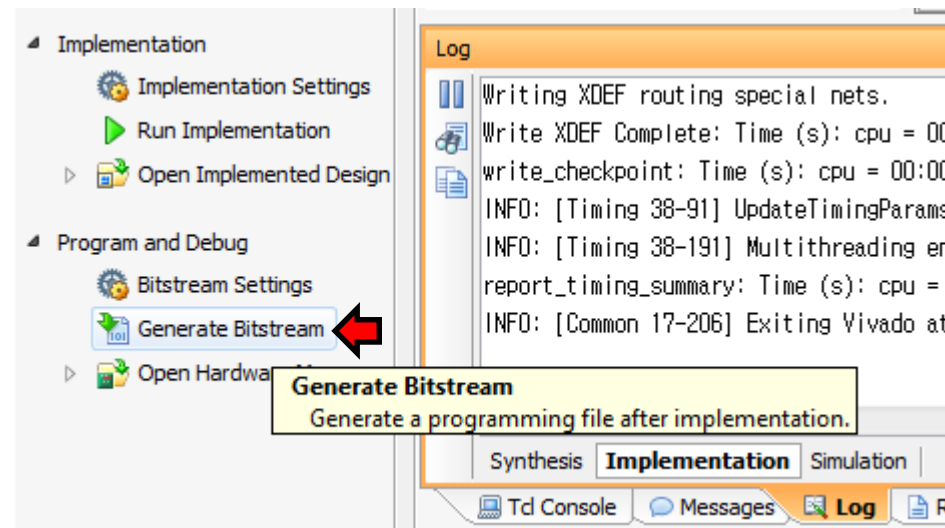 Implementation
Implementation Settings
Run Implementation
Open Implemented Design
Program and Debug
Bitstream Settings
Generate Bitstream
Open Hardwa
Generate Bitstream
Generate a programming file after implementation.
Log
Writing XDEF routing special nets.
Write XDEF Complete: Time (s): cpu = 00
write_checkpoint: Time (s): cpu = 00:00
INFO: [Timing 38-91] UpdateTimingParams
INFO: [Timing 38-191] Multithreading en
report_timing_summary: Time (s): cpu =
INFO: [Common 17-206] Exiting Vivado at
Synthesis Implementation Simulation
Tcl Console Messages Log R